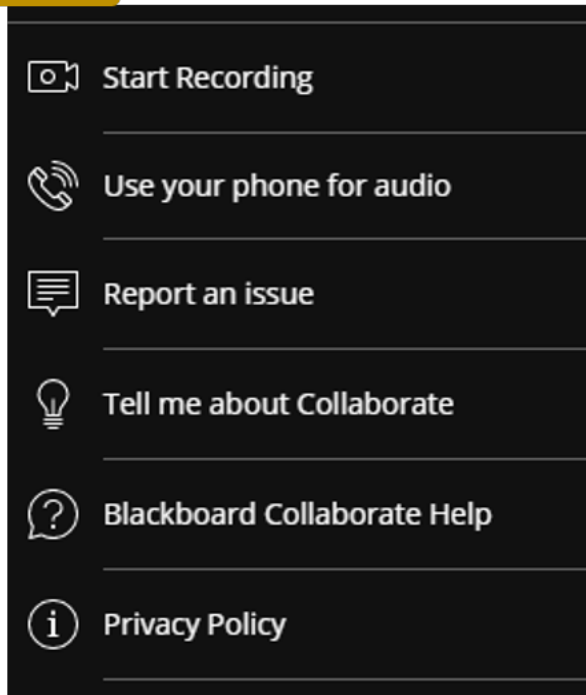 Start Recording
Use your phone for audio
Report an issue
Tell me about Collaborate
Blackboard Collaborate Help
Privacy Policy